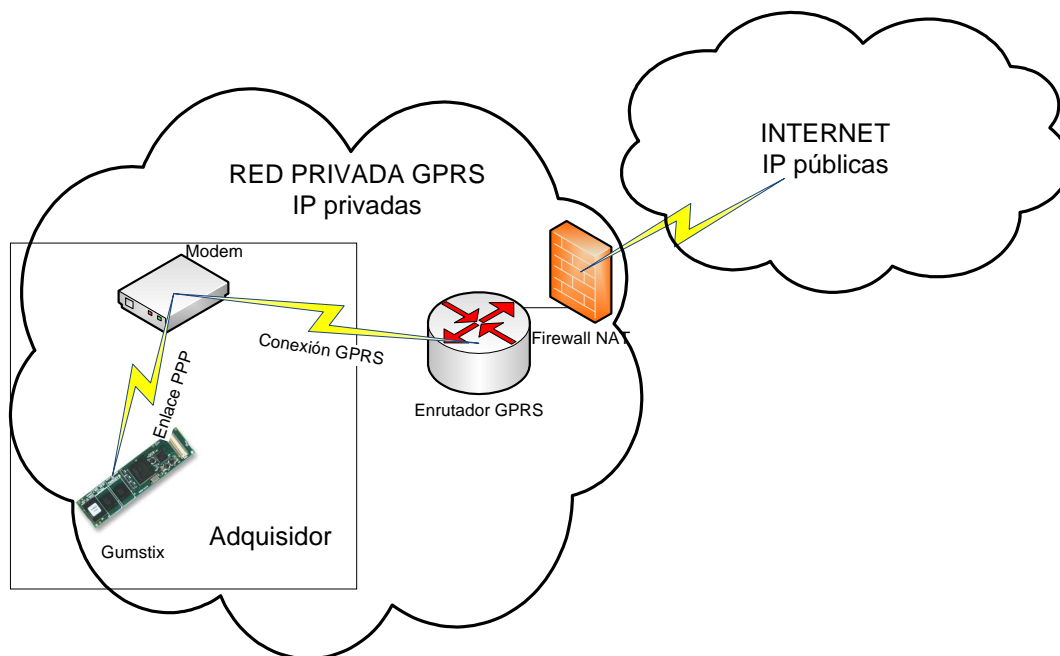 INTERNET
IP públicas
RED PRIVADA GPRS
IP privadas
Modem
Conexión GPRS
Firewall NAT
Enlace PPP
Enrutador GPRS
Adquisidor
Gumstix